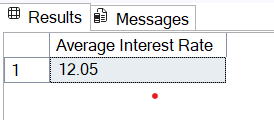 Results Messages
Average Interest Rate
1 12.05